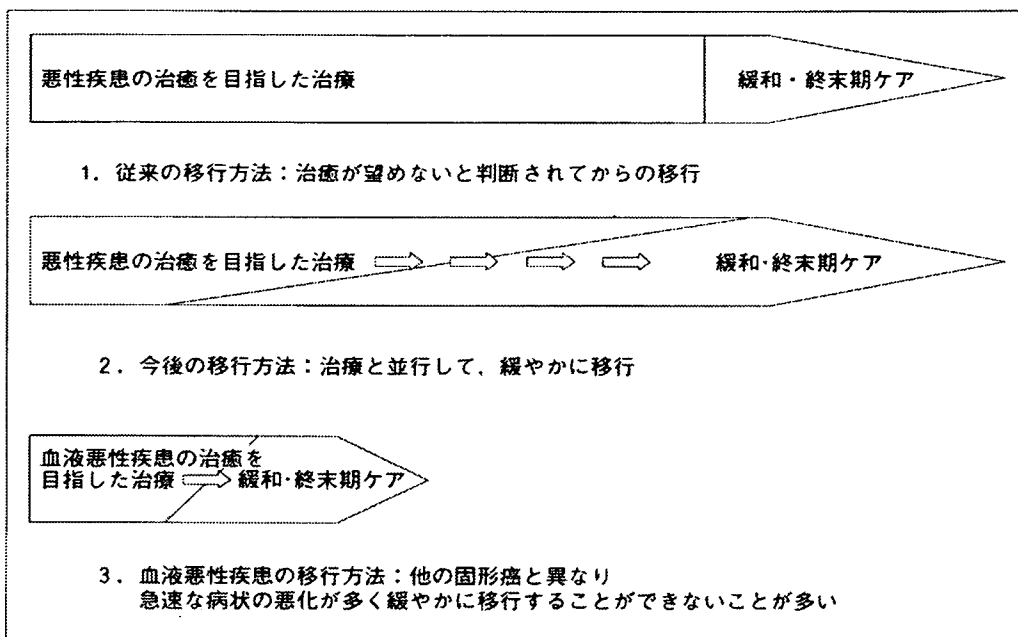 悪性疾患の治癒を目指した治療 緩和・終末期ケア
1. 従来の移行方法：治癒が望めないと判断されてからの移行
悪性疾患の治癒を目指した治療 緩和･終末期ケア
2. 今後の移行方法：治療と並行して、緩やかに移行
血液悪性疾患の治癒を
目指した治療 緩和･終末期ケア
3. 血液悪性疾患の移行方法：他の固形癌と異なり
急速な病状の悪化が多く緩やかに移行することができないことが多い